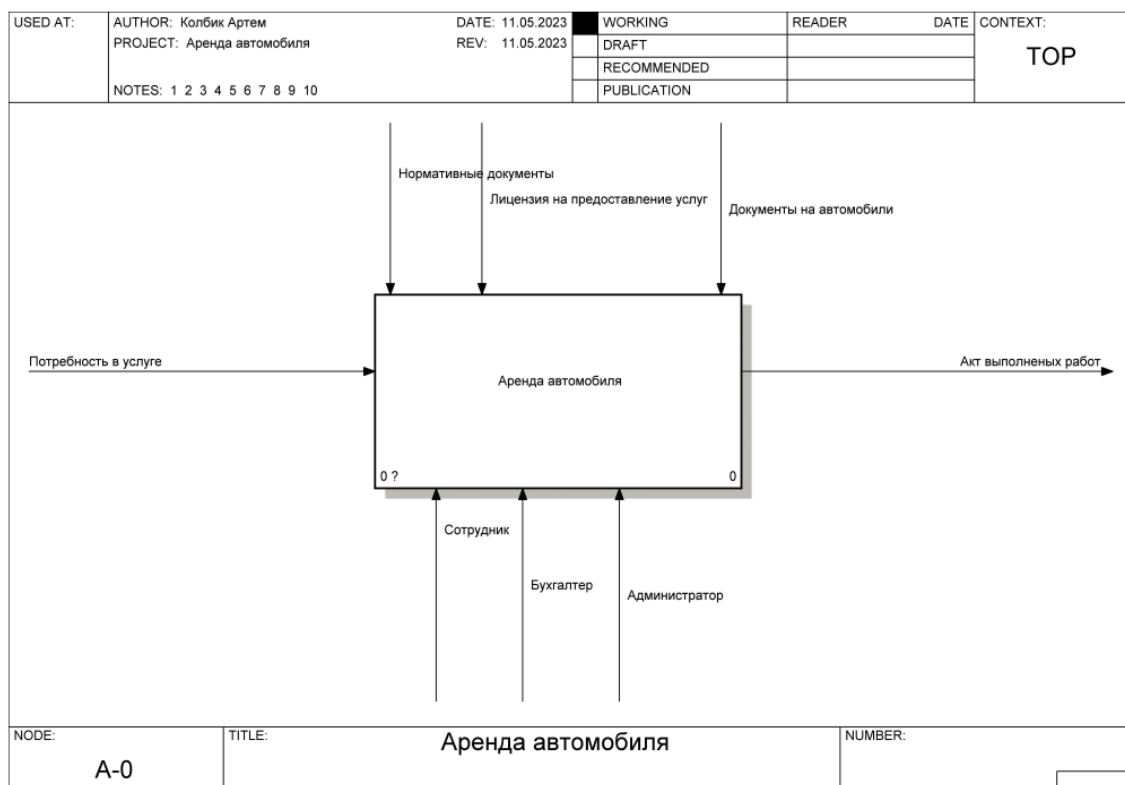 USED AT:
AUTHOR: Колбик Артем
DATE: 11.05.2023
WORKING
READER
DATE
CONTEXT:
PROJECT: Аренда автомобиля
REV: 11.05.2023
DRAFT
TOP
RECOMMENDED
NOTES: 1 2 3 4 5 6 7 8 9 10
PUBLICATION
Нормативные документы
Лицензия на предоставление услуг
Документы на автомобили
Потребность в услуге
Акт выполненых работ
Аренда автомобиля
0 ?
0
Сотрудник
Бухгалтер
Администратор
NODE:
TITLE:
Аренда автомобиля
NUMBER:
A-0